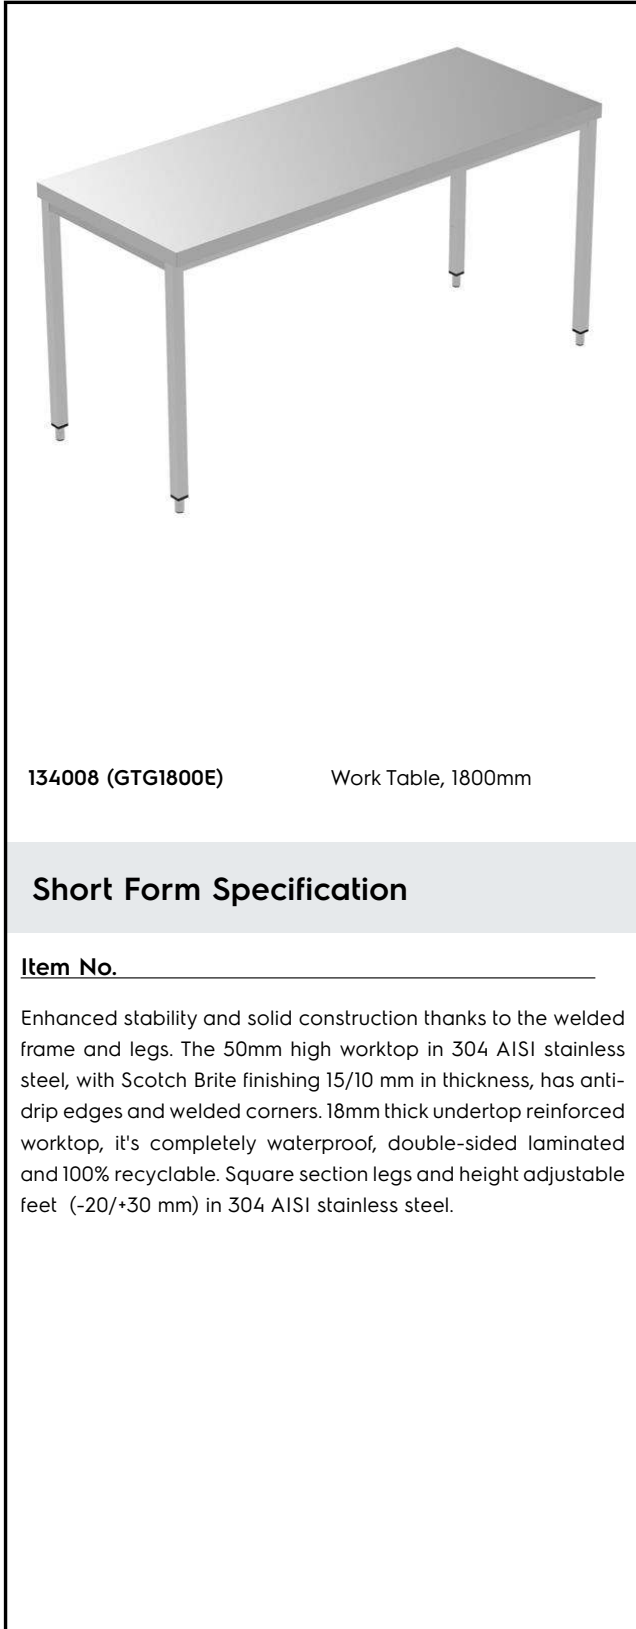 134008 (GTG1800E) Work Table, 1800mm
Short Form Specification
Item No.
Enhanced stability and solid construction thanks to the welded
frame and legs. The 50mm high worktop in 304 AISI stainless
steel, with Scotch Brite finishing 15/10 mm in thickness, has anti-
drip edges and welded corners. 18mm thick undertop reinforced
worktop, it's completely waterproof, double-sided laminated
and 100% recyclable. Square section legs and height adjustable
feet (-20/+30 mm) in 304 AISI stainless steel.